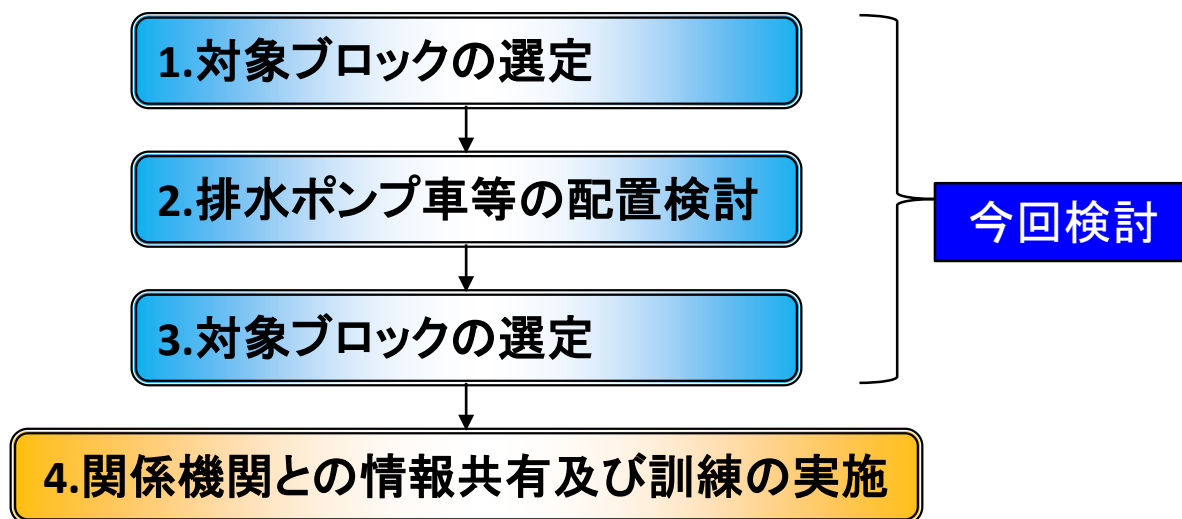 1.対象ブロックの選定
2.排水ポンプ車等の配置検討
3.対象ブロックの選定
今回検討
4.関係機関との情報共有及び訓練の実施